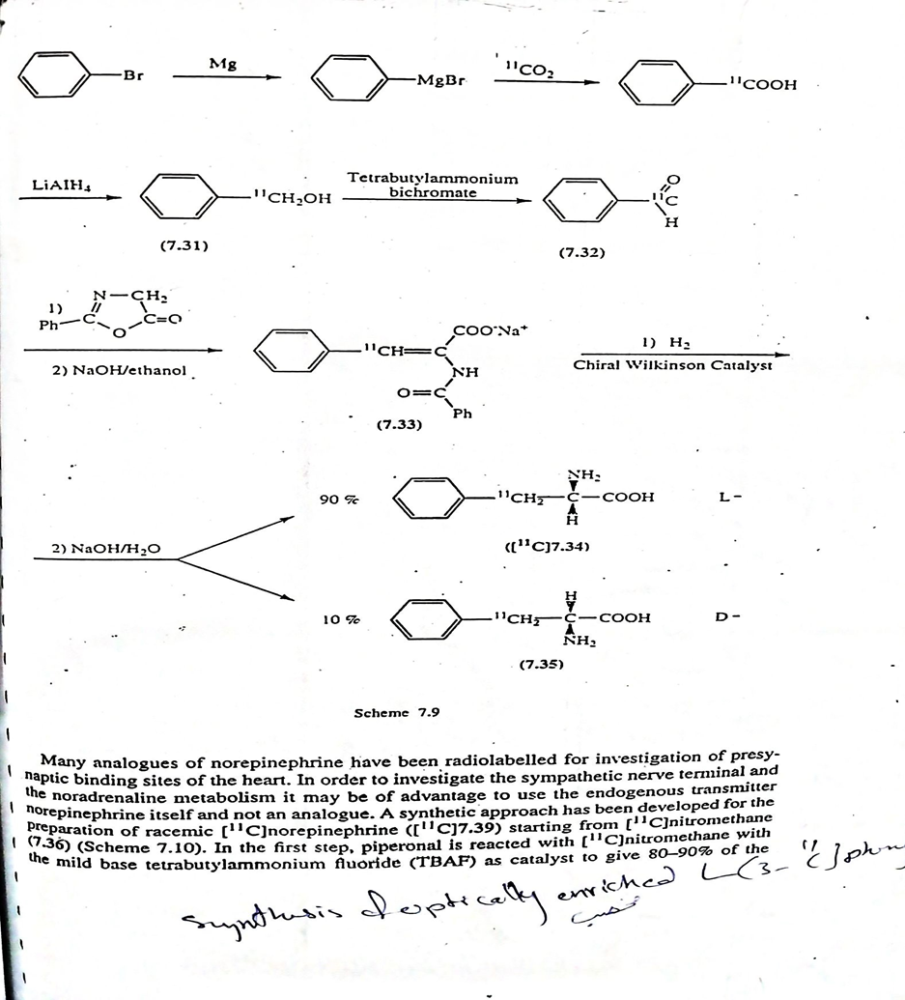 Br
Mg
MgBr
¹¹CO₂
¹¹COOH
LiAlH₄
¹¹CH₂OH
Tetrabutylammonium
bichromate
O
¹¹C
H
(7.31)
(7.32)
1)
N—CH₂
Ph—C
C=O
O
2) NaOH/ethanol
¹¹CH=C
COO⁻Na⁺
NH
O=C
Ph
(7.33)
1) H₂
Chiral Wilkinson Catalyst
2) NaOH/H₂O
90 %
NH₂
¹¹CH₂—C—COOH
H
L-
([¹¹C]7.34)
10 %
H
¹¹CH₂—C—COOH
NH₂
D-
(7.35)
Scheme 7.9
Many analogues of norepinephrine have been radiolabelled for investigation of presy-
naptic binding sites of the heart. In order to investigate the sympathetic nerve terminal and
the noradrenaline metabolism it may be of advantage to use the endogenous transmitter
norepinephrine itself and not an analogue. A synthetic approach has been developed for the
preparation of racemic [¹¹C]norepinephrine ([¹¹C]7.39) starting from [¹¹C]nitromethane
(7.36) (Scheme 7.10). In the first step, piperonal is reacted with [¹¹C]nitromethane with
the mild base tetrabutylammonium fluoride (TBAF) as catalyst to give 80–90% of the
Synthesis of optically enriched L(3-¹¹C]phny